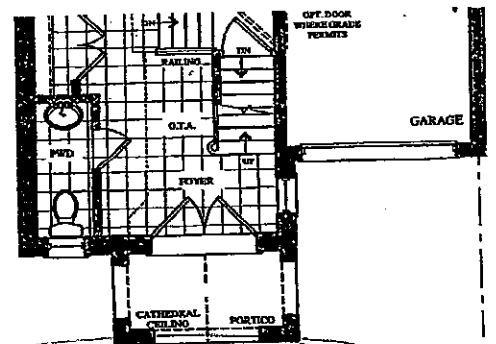 OPT. DOOR
WHERE GRADE
PERMITS
DN
DN
RAILING
O.T.A.
GARAGE
PWD
UP
FOYER
CATHEDRAL
CEILING
PORTICO